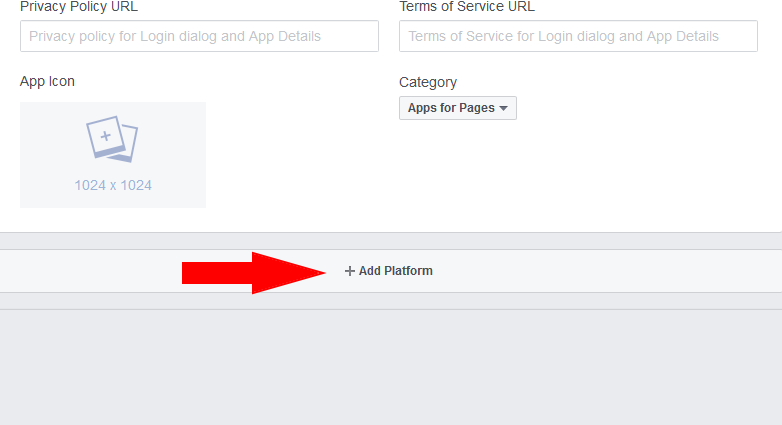 Privacy Policy URL
Terms of Service URL
Privacy policy for Login dialog and App Details
Terms of Service for Login dialog and App Details
App Icon
Category
Apps for Pages
1024 x 1024
Add Platform